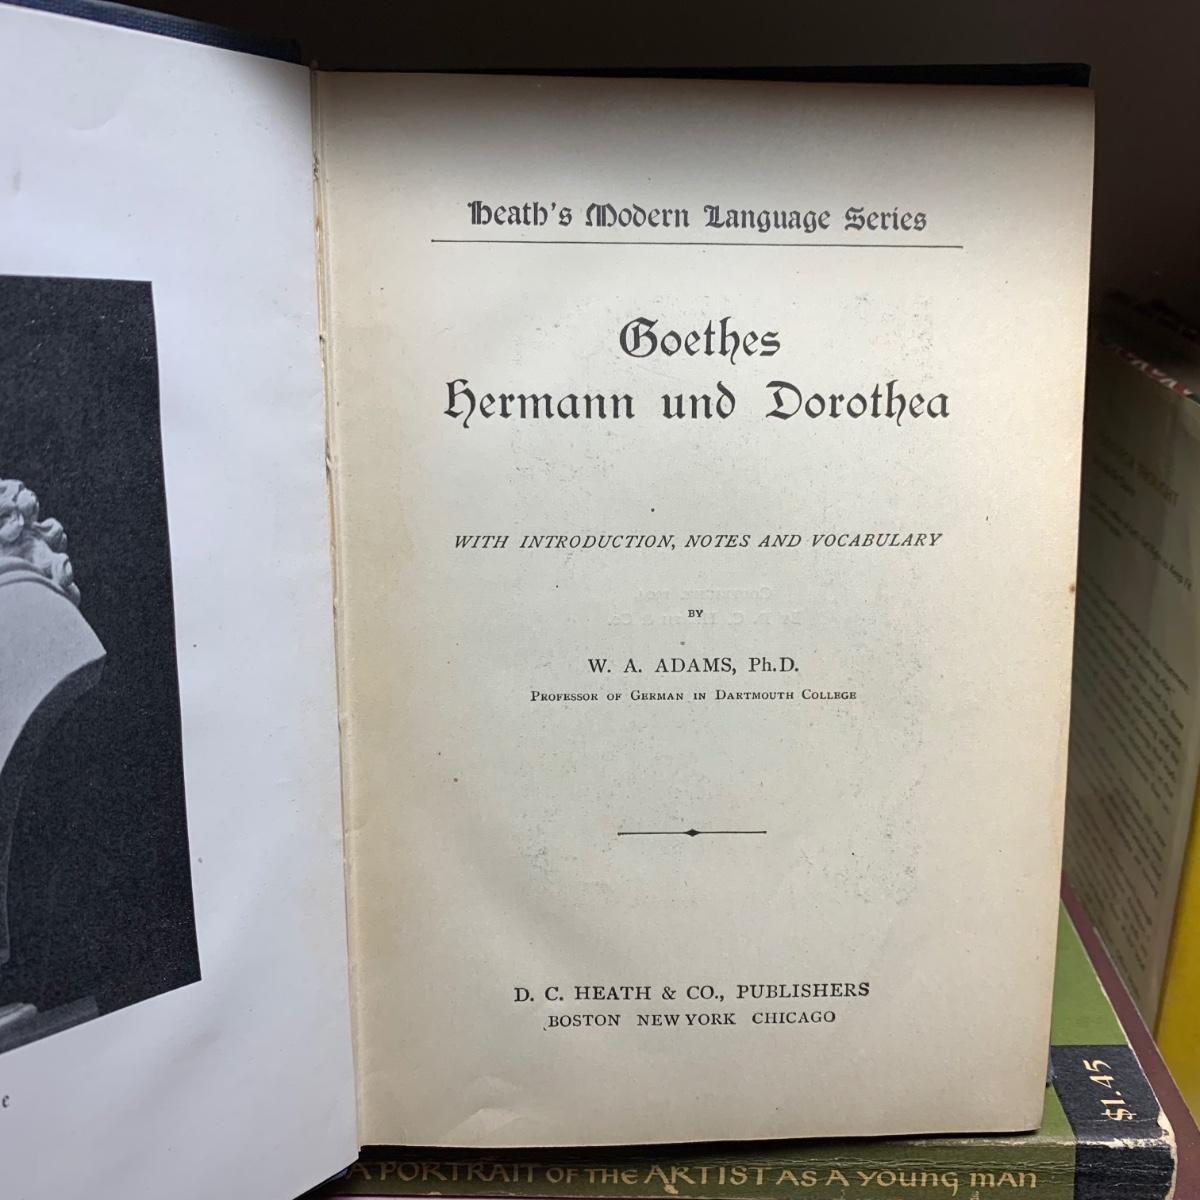 Heath's Modern Language Series
Goethes
Hermann und Dorothea
WITH INTRODUCTION, NOTES AND VOCABULARY
BY
W. A. ADAMS, Ph.D.
PROFESSOR OF GERMAN IN DARTMOUTH COLLEGE
D. C. HEATH & CO., PUBLISHERS
BOSTON NEW YORK CHICAGO
e
$1.45
A PORTRAIT OF THE ARTIST AS A YOUNG MAN